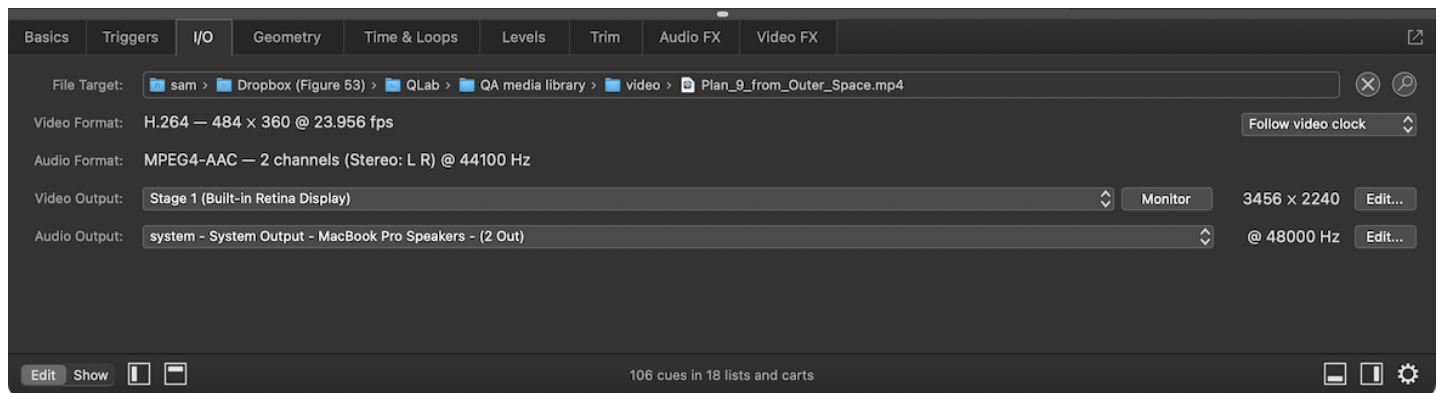 Basics Triggers I/O Geometry Time & Loops Levels Trim Audio FX Video FX
File Target: sam › Dropbox (Figure 53) › QLab › QA media library › video › Plan_9_from_Outer_Space.mp4
Video Format: H.264 — 484 × 360 @ 23.956 fps Follow video clock
Audio Format: MPEG4-AAC — 2 channels (Stereo: L R) @ 44100 Hz
Video Output: Stage 1 (Built-in Retina Display) Monitor 3456 × 2240 Edit...
Audio Output: system - System Output - MacBook Pro Speakers - (2 Out) @ 48000 Hz Edit...
Edit Show 106 cues in 18 lists and carts